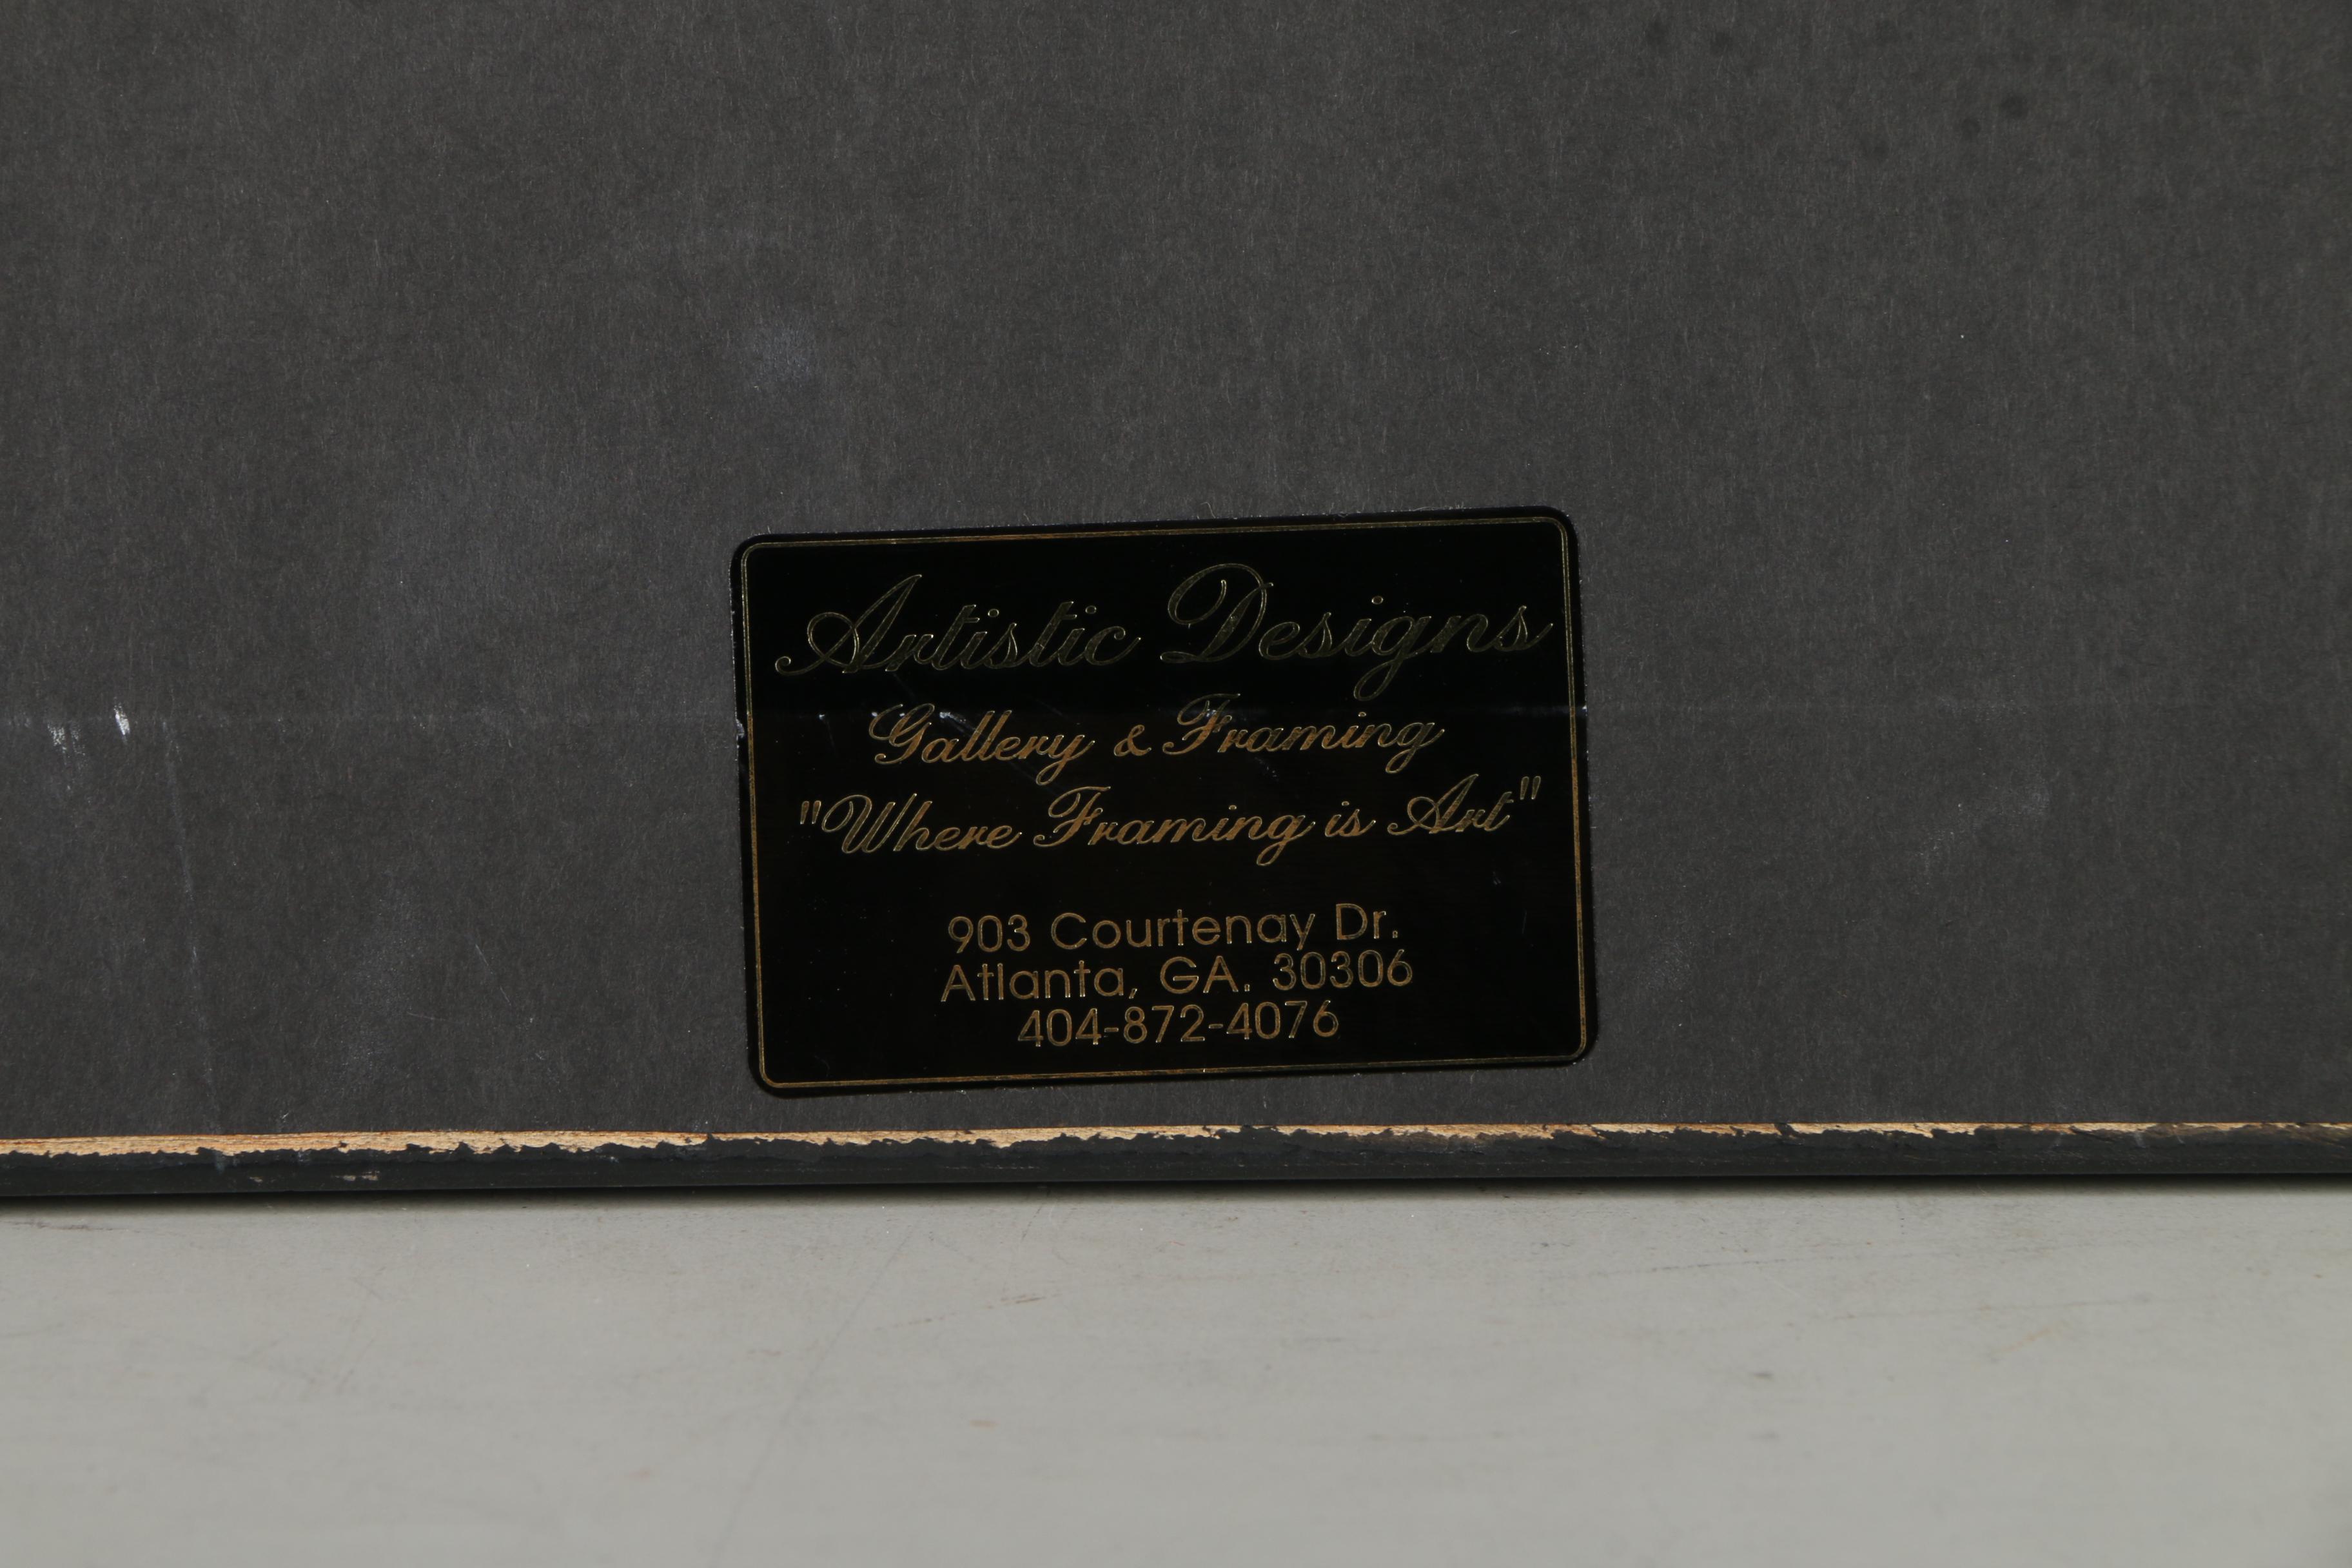 Artistic Designs
Gallery & Framing
"Where Framing is Art"
903 Courtenay Dr.
Atlanta, GA. 30306
404-872-4076